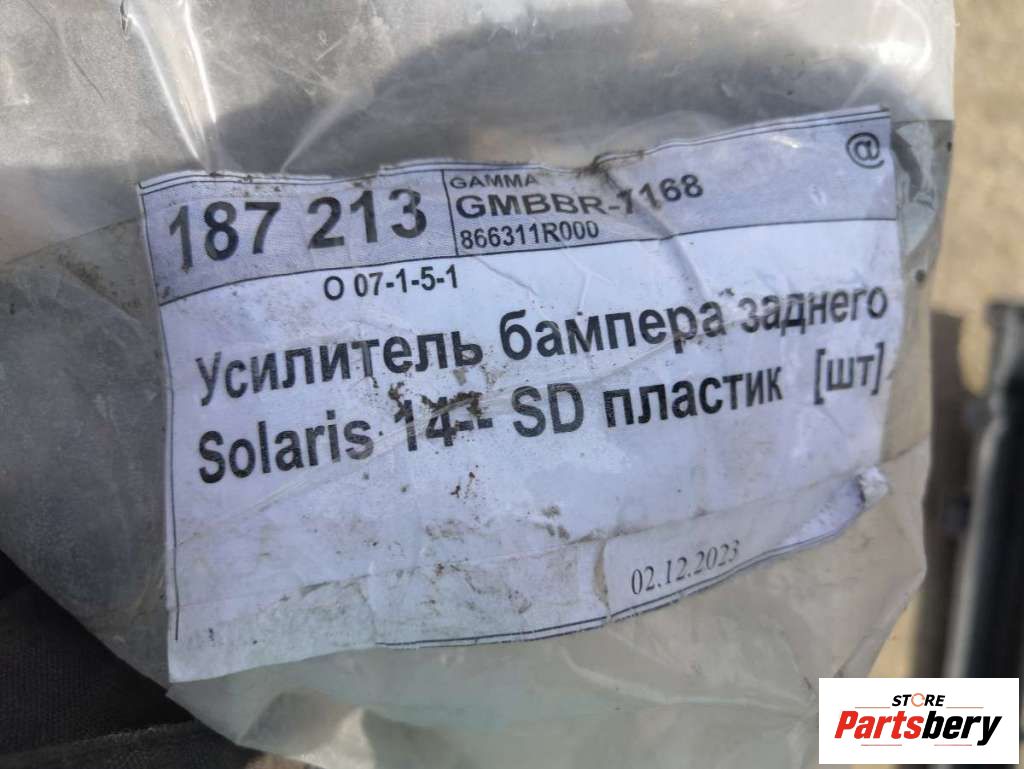 187 213
GAMMA
GMBBR-7168
866311R000
@
O 07-1-5-1
Усилитель бампера заднего
Solaris 14-- SD пластик [шт]
02.12.2023
STORE
Partsbery